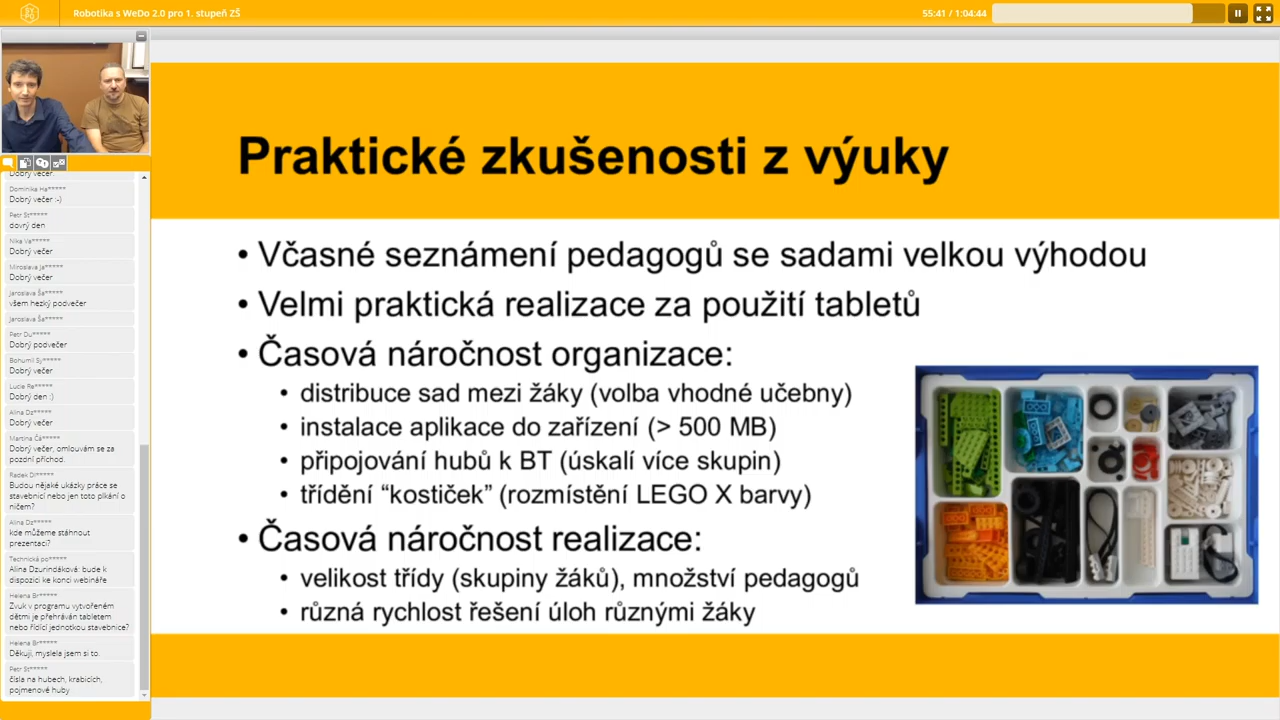 Robotika s WeDo 2.0 pro 1. stupeň ZŠ
55:41 / 1:04:44
Praktické zkušenosti z výuky
• Včasné seznámení pedagogů se sadami velkou výhodou
• Velmi praktická realizace za použití tabletů
• Časová náročnost organizace:
• distribuce sad mezi žáky (volba vhodné učebny)
• instalace aplikace do zařízení (> 500 MB)
• připojování hubů k BT (úskalí více skupin)
• třídění “kostiček” (rozmístění LEGO X barvy)
• Časová náročnost realizace:
• velikost třídy (skupiny žáků), množství pedagogů
• různá rychlost řešení úloh různými žáky
Dobrý večer.
Dominika Ha*****
Dobrý večer :-)
Petr St*****
dovrý den
Nika Va*****
Dobrý večer
Miroslava Ja*****
Dobrý večer
Jaroslava Ša*****
všem hezký podvečer
Jaroslava Ša*****
Petr Du*****
Dobrý podvečer
Bohumil Sy*****
Dobrý večer
Lucie Re*****
Dobrý den :)
Alina Dz*****
Dobrý večer
Martina Čá*****
Dobrý večer, omlouvám se za
pozdní příchod.
Radek Di*****
Budou nějaké ukázky práce se
stavebnicí nebo jen toto pikání o
ničem?
Alina Dz*****
kde můžeme stáhnout
prezentaci?
Technická po*****
Alina Dzurindáková: bude k
dispozici ke konci webináře
Helena Br*****
Zvuk v programu vytvořeném
dětmi je přehráván tabletem
nebo řídící jednotkou stavebnice?
Helena Br*****
Děkuji, myslela jsem si to.
Petr St*****
čísla na hubech, krabicích,
pojmenové huby